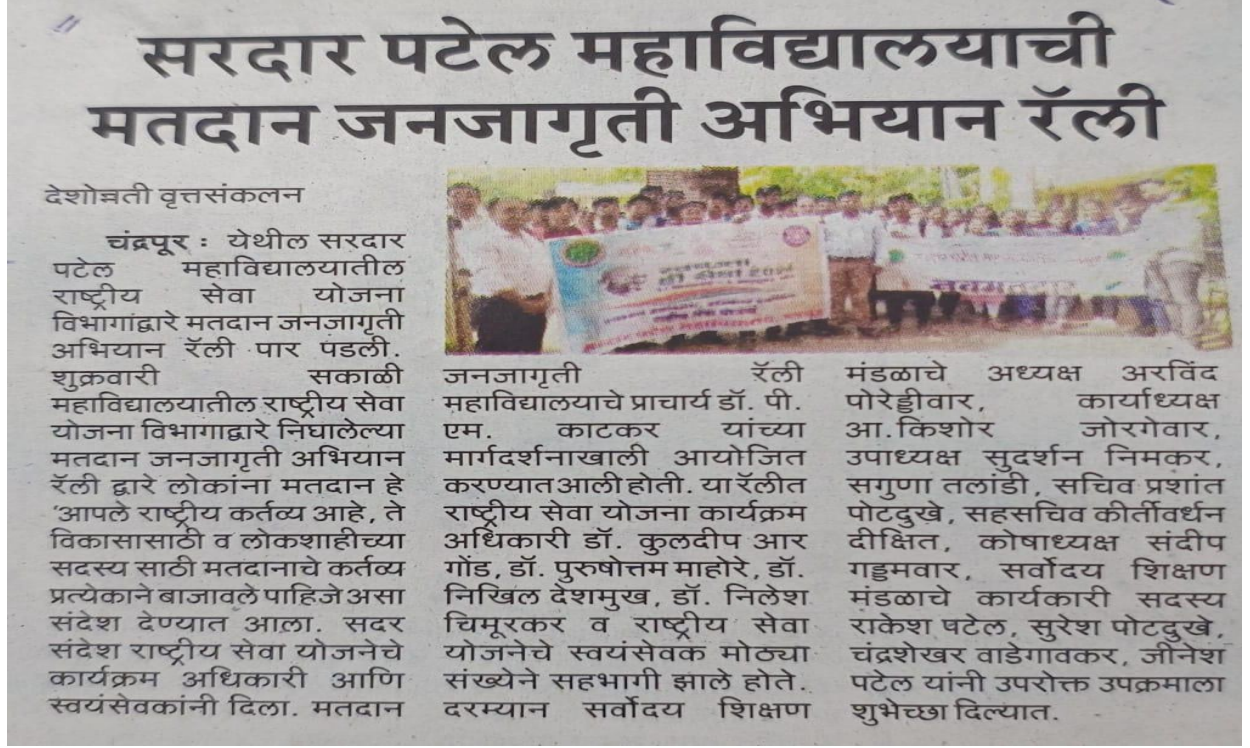 सरदार पटेल महाविद्यालयाची
मतदान जनजागृती अभियान रॅली
देशोन्नती वृत्तसंकलन
चंद्रपूर : येथील सरदार
पटेल महाविद्यालयातील
राष्ट्रीय सेवा योजना
विभागांद्वारे मतदान जनजागृती
अभियान रॅली पार पडली.
शुक्रवारी सकाळी
महाविद्यालयातील राष्ट्रीय सेवा
योजना विभागाद्वारे निघालेल्या
मतदान जनजागृती अभियान
रॅली द्वारे लोकांना मतदान हे
'आपले राष्ट्रीय कर्तव्य आहे, ते
विकासासाठी व लोकशाहीच्या
सदस्य साठी मतदानाचे कर्तव्य
प्रत्येकाने बाजावले पाहिजे असा
संदेश देण्यात आला. सदर
संदेश राष्ट्रीय सेवा योजनेचे
कार्यक्रम अधिकारी आणि
स्वयंसेवकांनी दिला. मतदान
जनजागृती रॅली
महाविद्यालयाचे प्राचार्य डॉ. पी.
एम. काटकर यांच्या
मार्गदर्शनाखाली आयोजित
करण्यात आली होती. या रॅलीत
राष्ट्रीय सेवा योजना कार्यक्रम
अधिकारी डॉ. कुलदीप आर
गोंड, डॉ. पुरुषोत्तम माहोरे, डॉ.
निखिल देशमुख, डॉ. निलेश
चिमूरकर व राष्ट्रीय सेवा
योजनेचे स्वयंसेवक मोठ्या
संख्येने सहभागी झाले होते.
दरम्यान सर्वोदय शिक्षण
मंडळाचे अध्यक्ष अरविंद
पोरेड्डीवार, कार्याध्यक्ष
आ.किशोर जोरगेवार,
उपाध्यक्ष सुदर्शन निमकर,
सगुणा तलांडी, सचिव प्रशांत
पोटदुखे, सहसचिव कीर्तीवर्धन
दीक्षित, कोषाध्यक्ष संदीप
गड्डमवार, सर्वोदय शिक्षण
मंडळाचे कार्यकारी सदस्य
राकेश पटेल, सुरेश पोटदुखे,
चंद्रशेखर वाडेगावकर, जीनेश
पटेल यांनी उपरोक्त उपक्रमाला
शुभेच्छा दिल्यात.